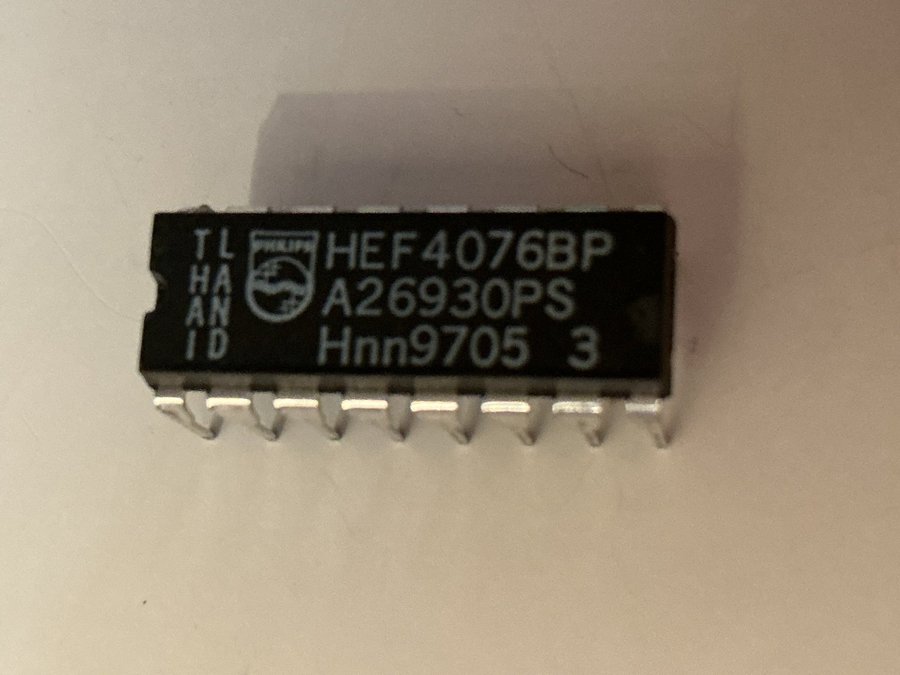 TL
HA
AN
ID
PHILIPS
HEF4076BP
A26930PS
Hnn9705 3